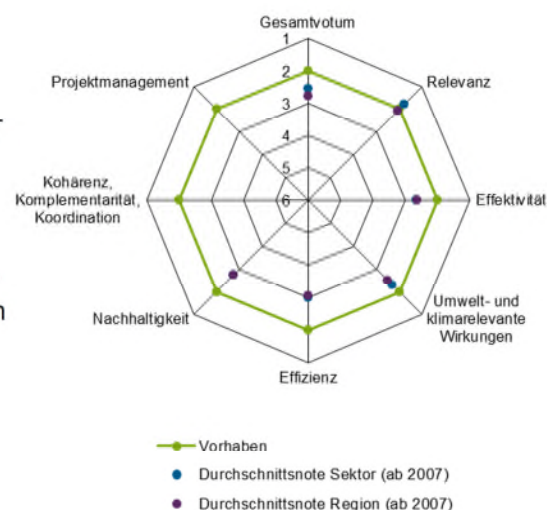 Gesamtvotum
1
2
3
4
5
6
Relevanz
Effektivität
Umwelt- und
klimarelevante
Wirkungen
Effizienz
Nachhaltigkeit
Kohärenz,
Komplementarität,
Koordination
Projektmanagement
n
Vorhaben
Durchschnittsnote Sektor (ab 2007)
Durchschnittsnote Region (ab 2007)